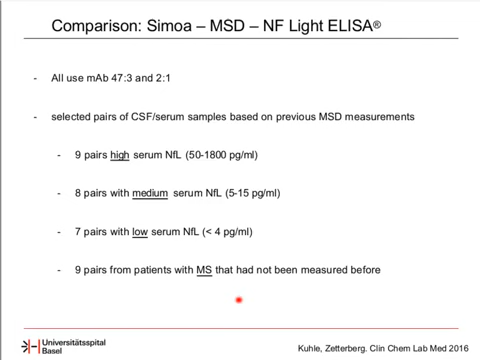 Comparison: Simoa – MSD – NF Light ELISA®
- All use mAb 47:3 and 2:1
- selected pairs of CSF/serum samples based on previous MSD measurements
- 9 pairs high serum NfL (50-1800 pg/ml)
- 8 pairs with medium serum NfL (5-15 pg/ml)
- 7 pairs with low serum NfL (< 4 pg/ml)
- 9 pairs from patients with MS that had not been measured before
Universitätsspital
Basel
Kuhle, Zetterberg. Clin Chem Lab Med 2016